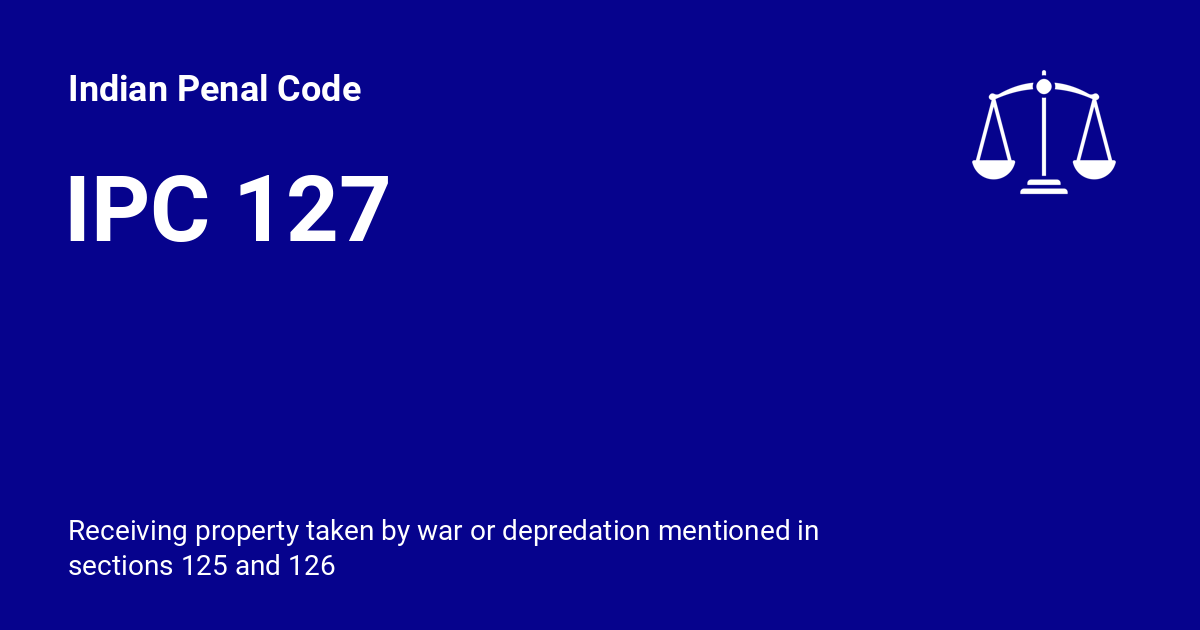 Indian Penal Code
IPC 127
Receiving property taken by war or depredation mentioned in
sections 125 and 126